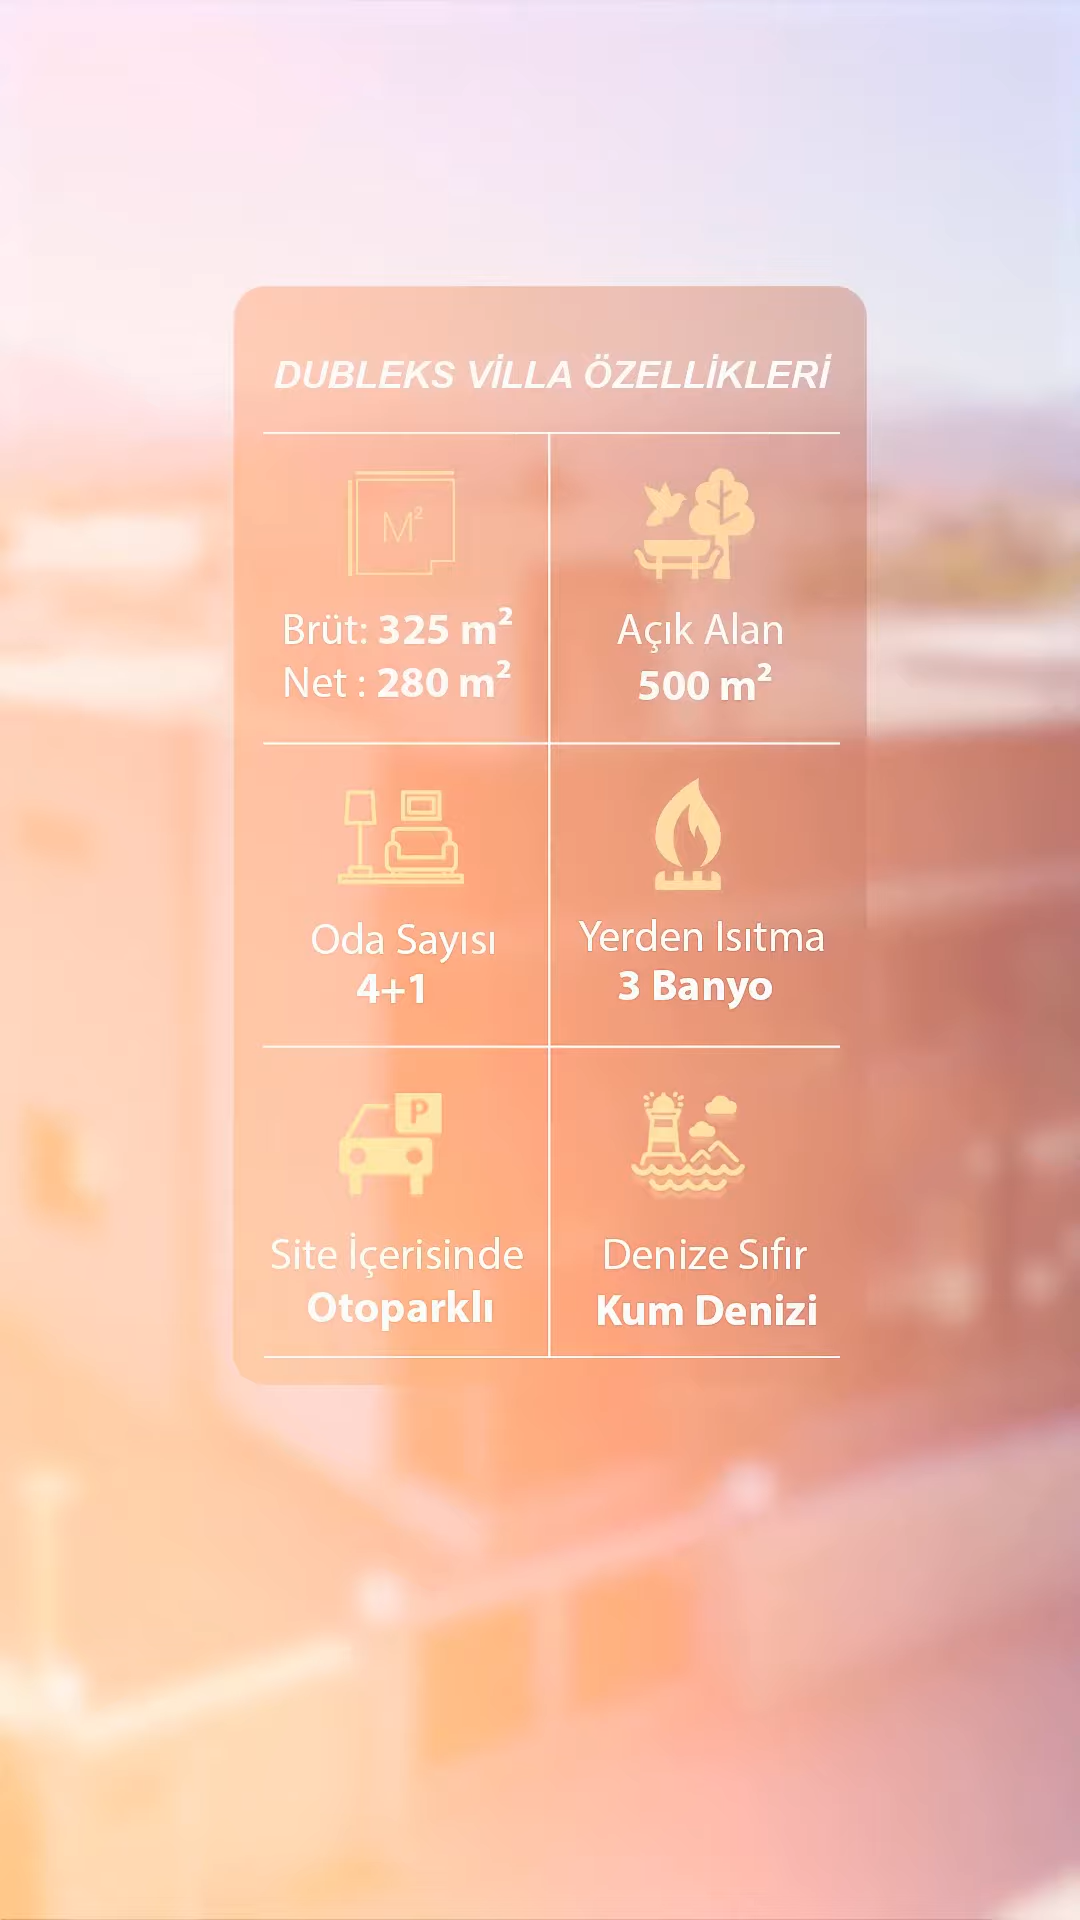 DUBLEKS VİLLA ÖZELLİKLERİ
M²
Brüt: 325 m²
Net : 280 m²
Açık Alan
500 m²
Oda Sayısı
4+1
Yerden Isıtma
3 Banyo
P
Site İçerisinde
Otoparklı
Denize Sıfır
Kum Denizi